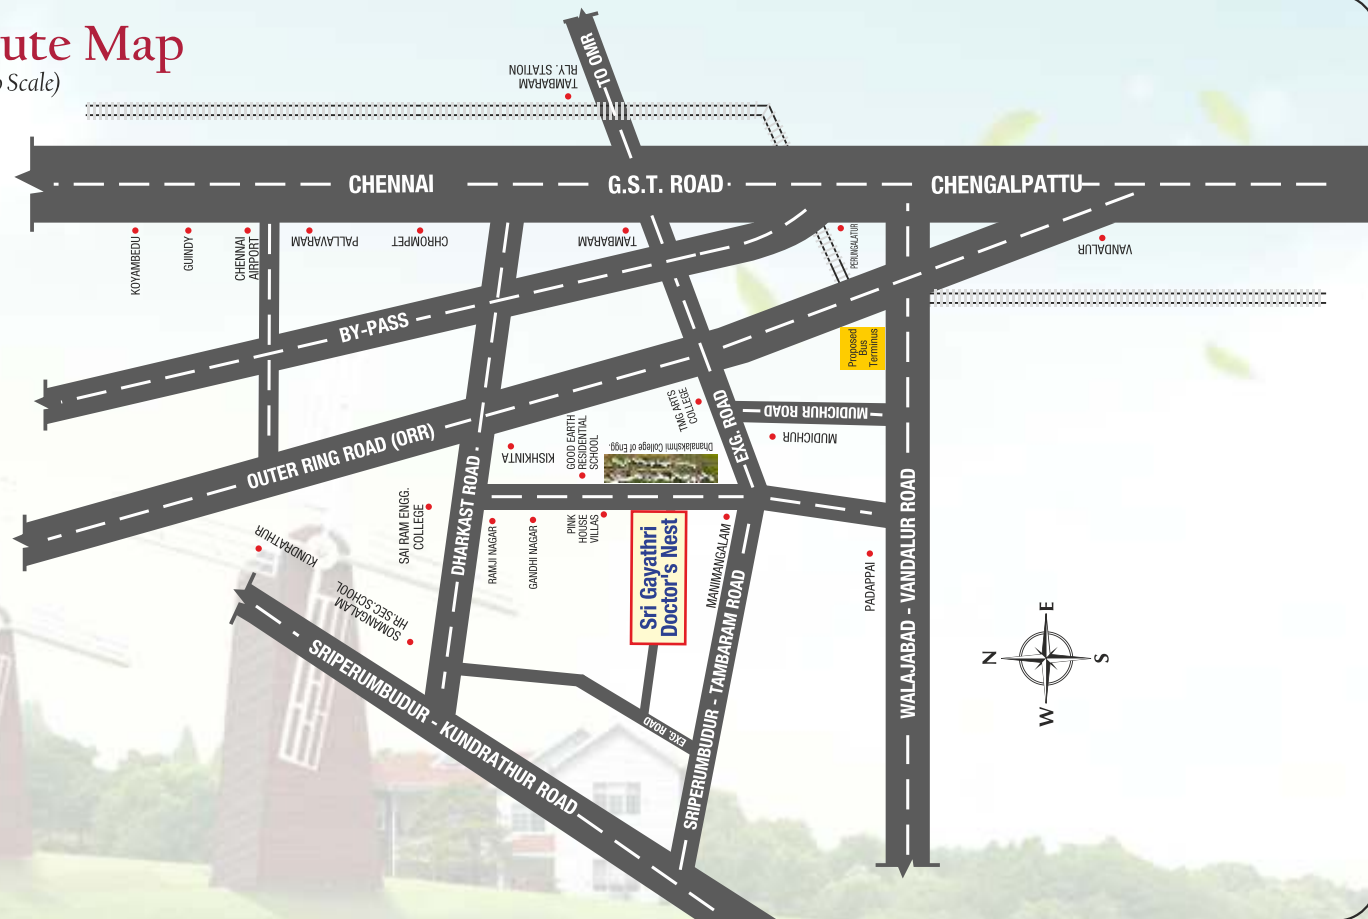 ute Map
o Scale)
TO OMR
TAMBARAM
RLY. STATION
CHENNAI
G.S.T. ROAD
CHENGALPATTU
KOYAMBEDU
GUINDY
CHENNAI
AIRPORT
PALLAVARAM
CHROMPET
TAMBARAM
PERUNGALATUR
VANDALUR
BY-PASS
Proposed
Bus
Terminus
OUTER RING ROAD (ORR)
TMG ARTS
COLLEGE
EXG. ROAD
MUDICHUR ROAD
MUDICHUR
KISHKINTA
GOOD EARTH
RESIDENTIAL
SCHOOL
Dhanalakshmi College of Engg.
DHARKAST ROAD
SAI RAM ENGG.
COLLEGE
KUNDRATHUR
SOMANGALAM
HR.SEC.SCHOOL
RAMJI NAGAR
GANDHI NAGAR
PINK
HOUSE
VILLAS
Sri Gayathri
Doctor's Nest
MANIMANGALAM
PADAPPAI
WALAJABAD - VANDALUR ROAD
SRIPERUMBUDUR - TAMBARAM ROAD
EXG. ROAD
SRIPERUMBUDUR - KUNDRATHUR ROAD
E
N
S
W